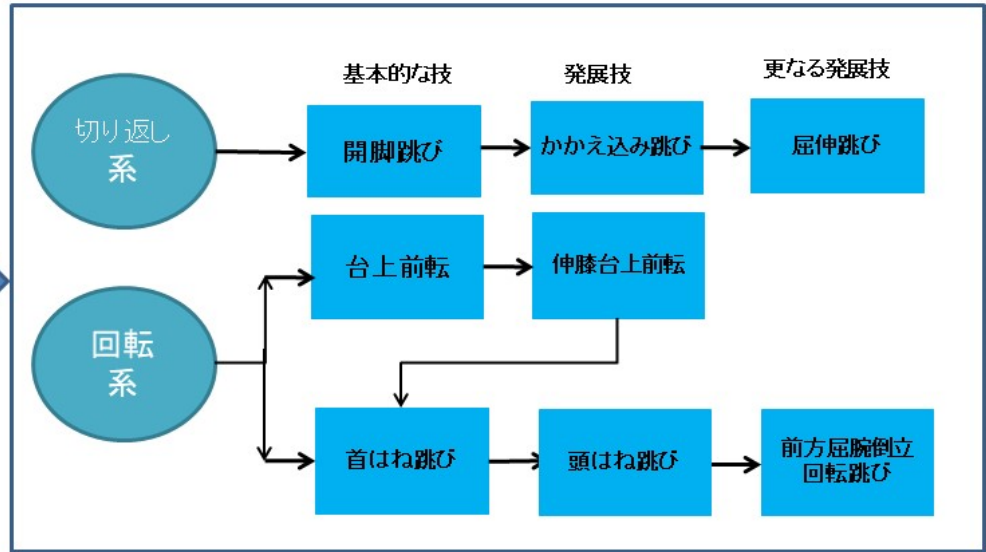 基本的な技
発展技
更なる発展技
切り返し
系
開脚跳び
かかえ込み跳び
屈伸跳び
台上前転
伸膝台上前転
回転
系
首はね跳び
頭はね跳び
前方屈腕倒立
回転跳び